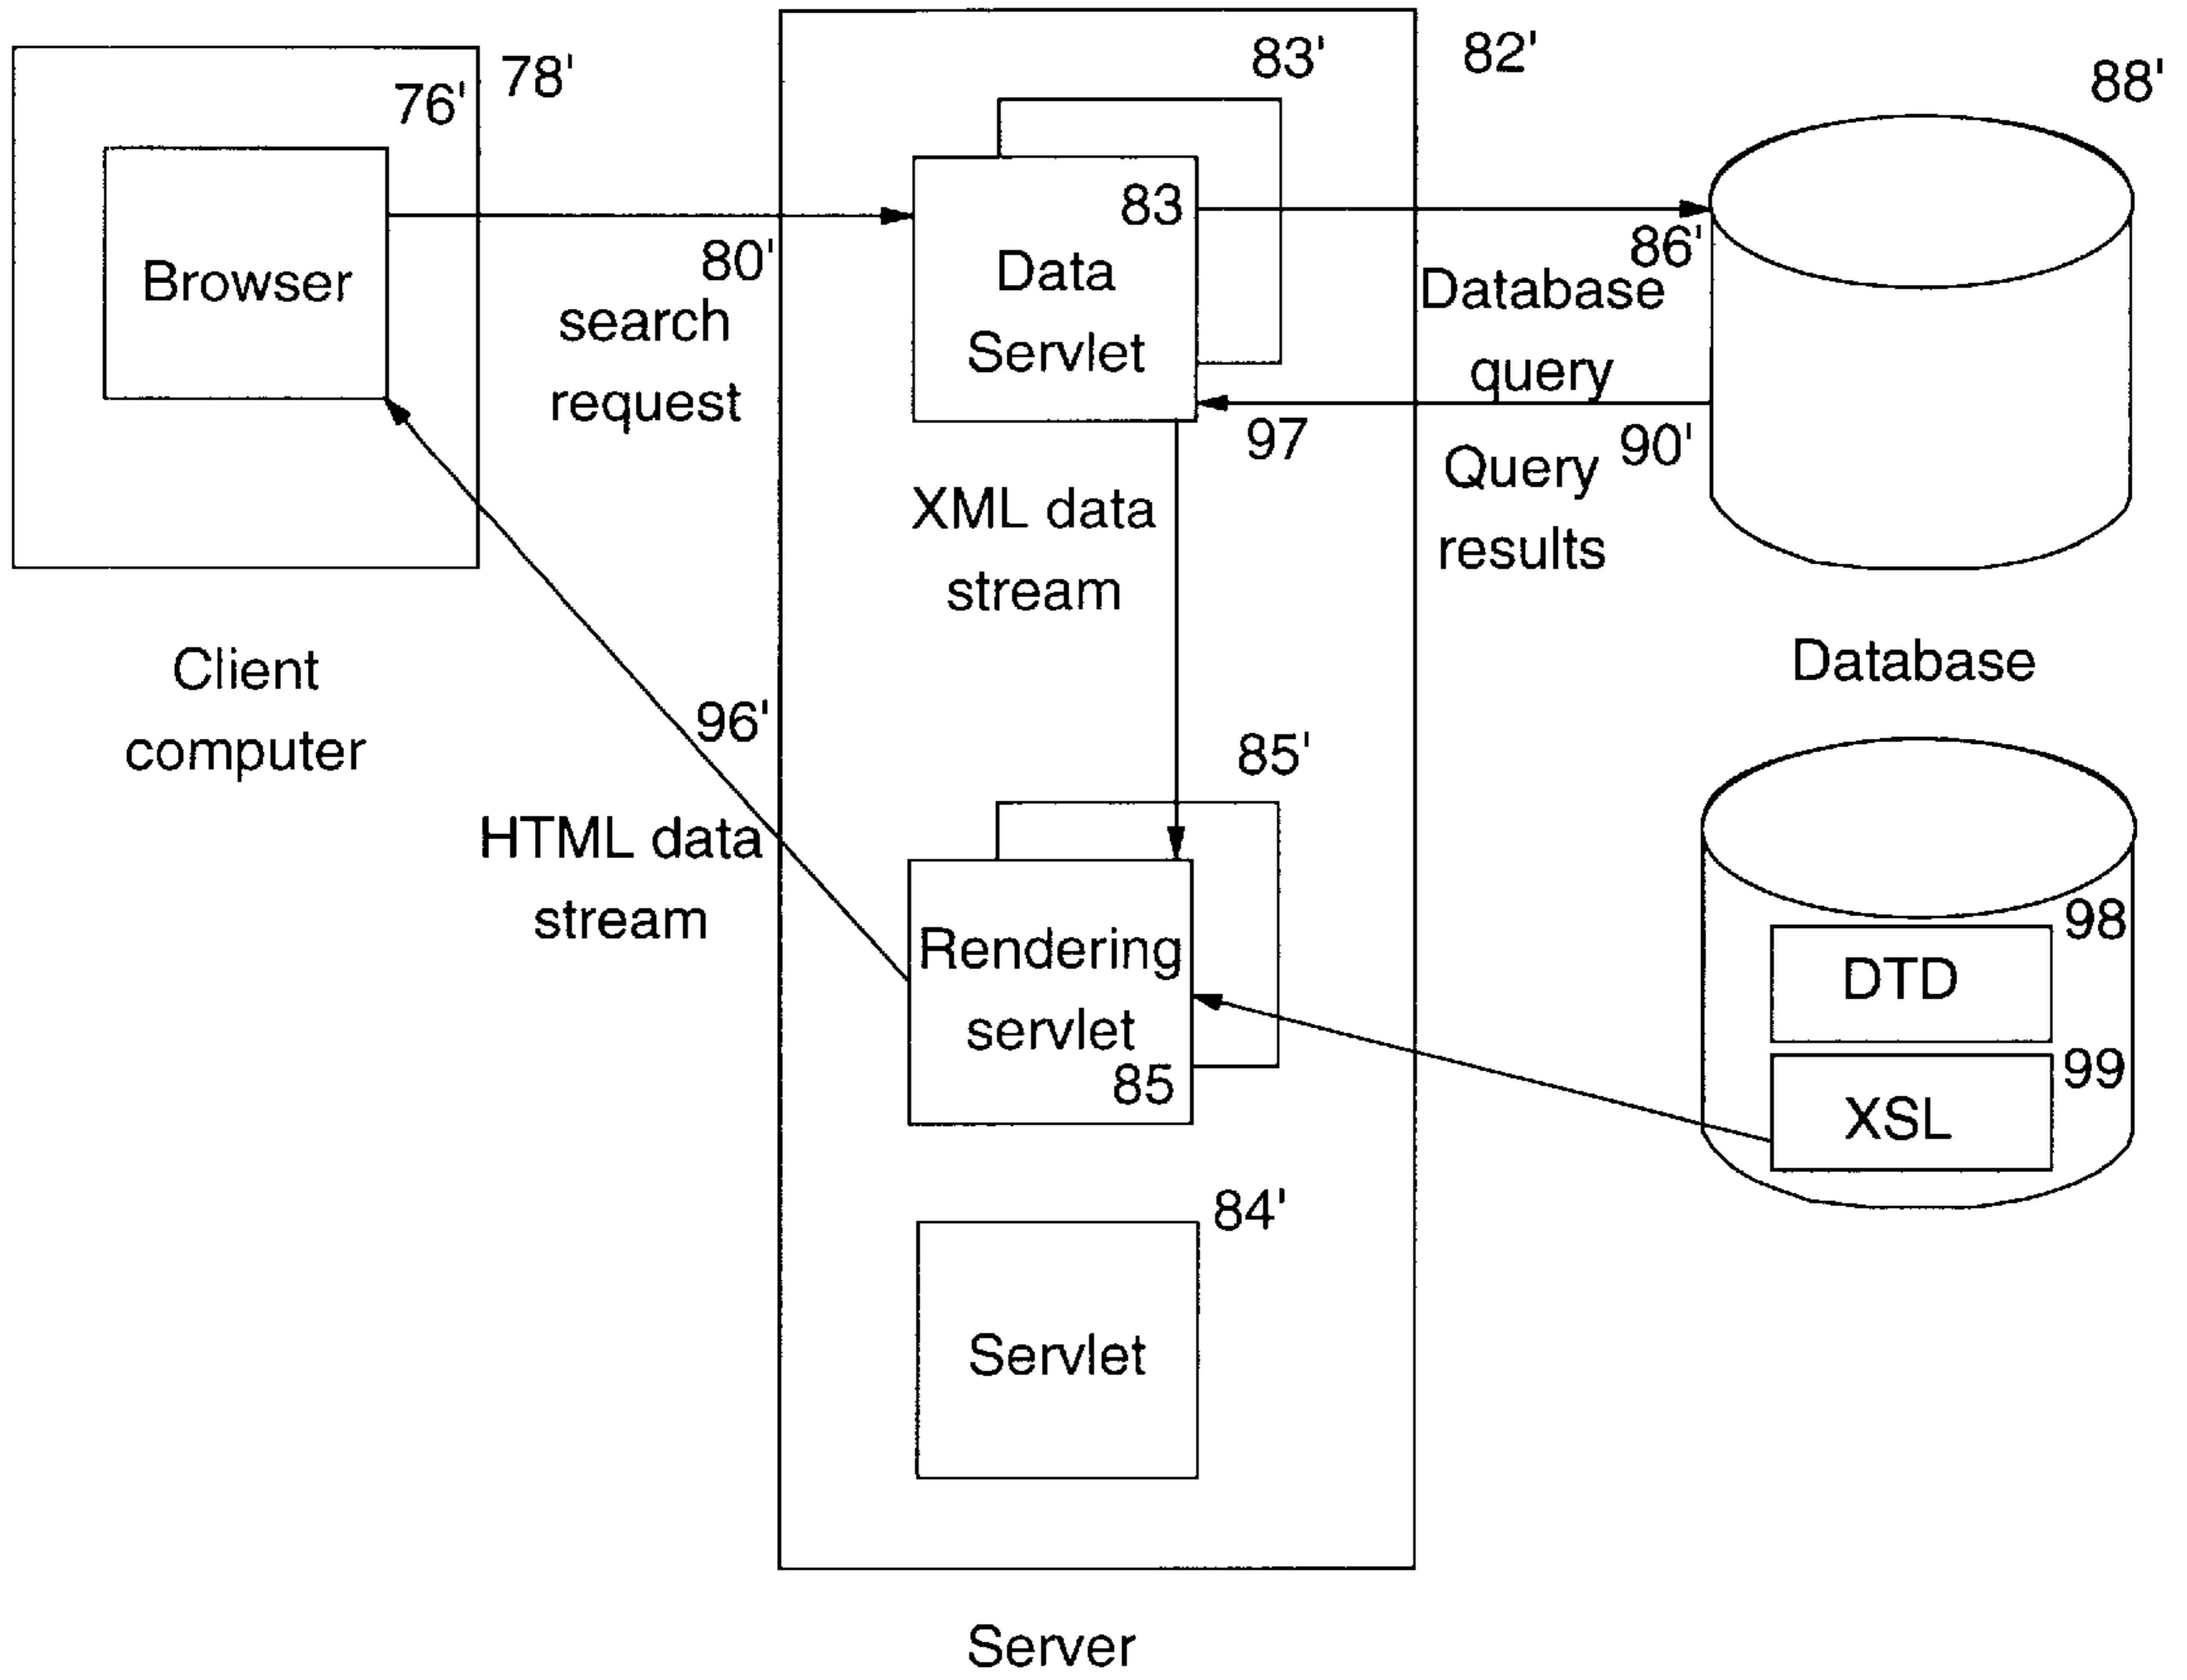 78'
76'
Browser
Client
computer
80'
search
request
96'
HTML data
stream
83'
82'
83
Data
Servlet
97
XML data
stream
85'
Rendering
servlet
85
84'
Servlet
Server
86'
Database
query
90'
Query
results
88'
Database
98
DTD
99
XSL